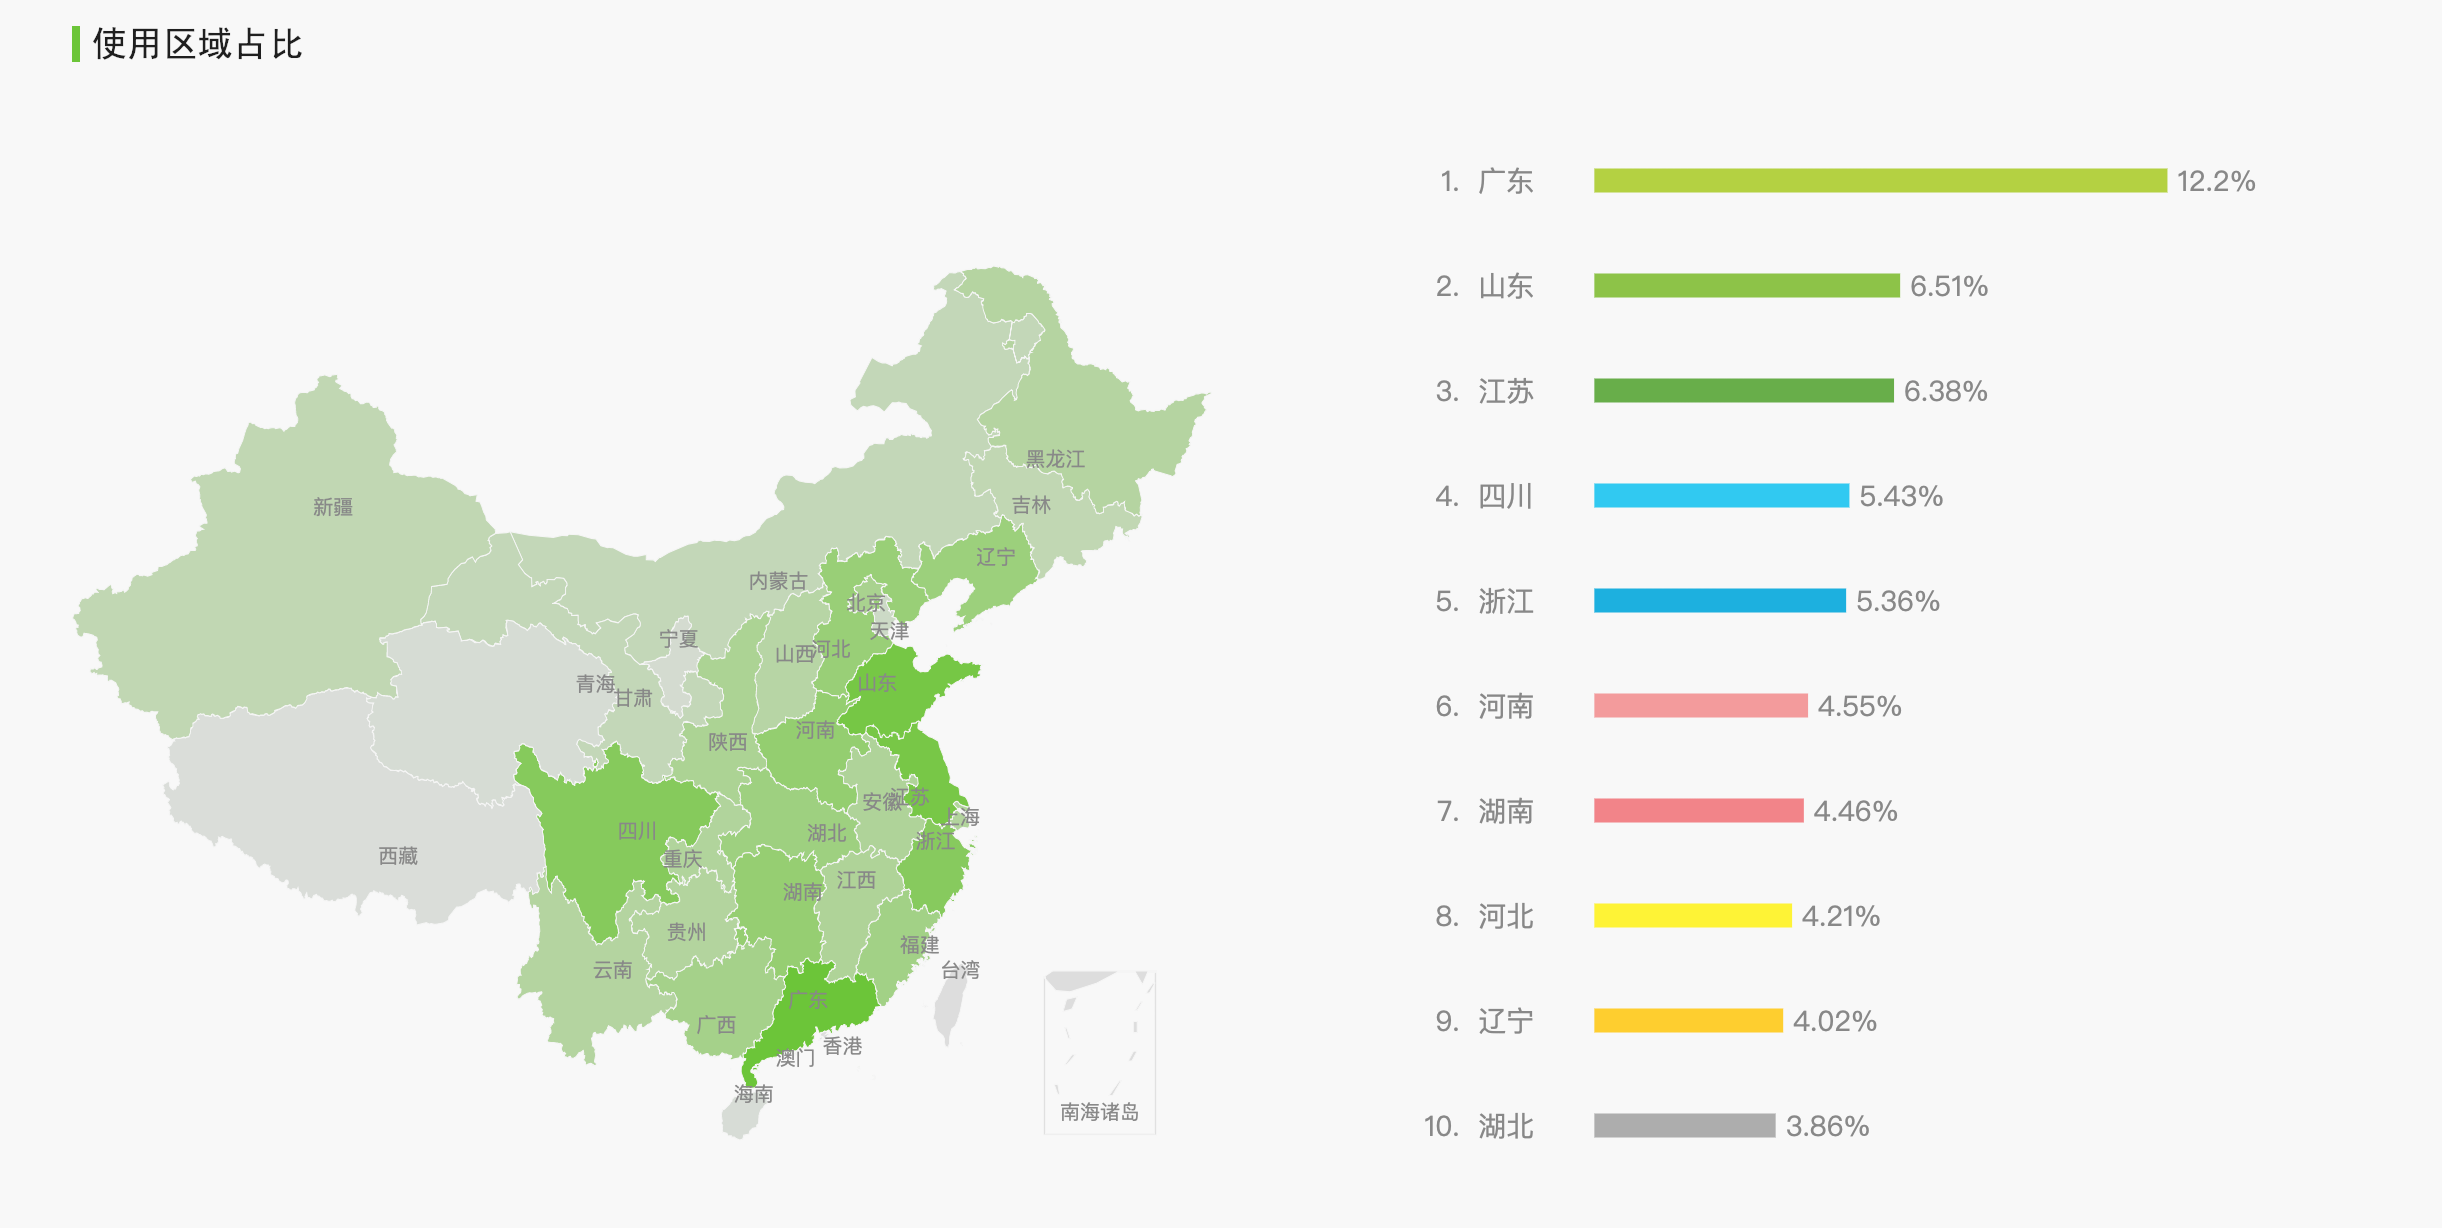 使用区域占比
黑龙江
吉林
新疆
辽宁
内蒙古
北京
天津
宁夏
山西
河北
青海
甘肃
山东
河南
陕西
安徽
江苏
上海
四川
湖北
浙江
西藏
重庆
湖南
江西
贵州
福建
云南
台湾
广东
广西
香港
澳门
海南
南海诸岛
1. 广东 12.2%
2. 山东 6.51%
3. 江苏 6.38%
4. 四川 5.43%
5. 浙江 5.36%
6. 河南 4.55%
7. 湖南 4.46%
8. 河北 4.21%
9. 辽宁 4.02%
10. 湖北 3.86%